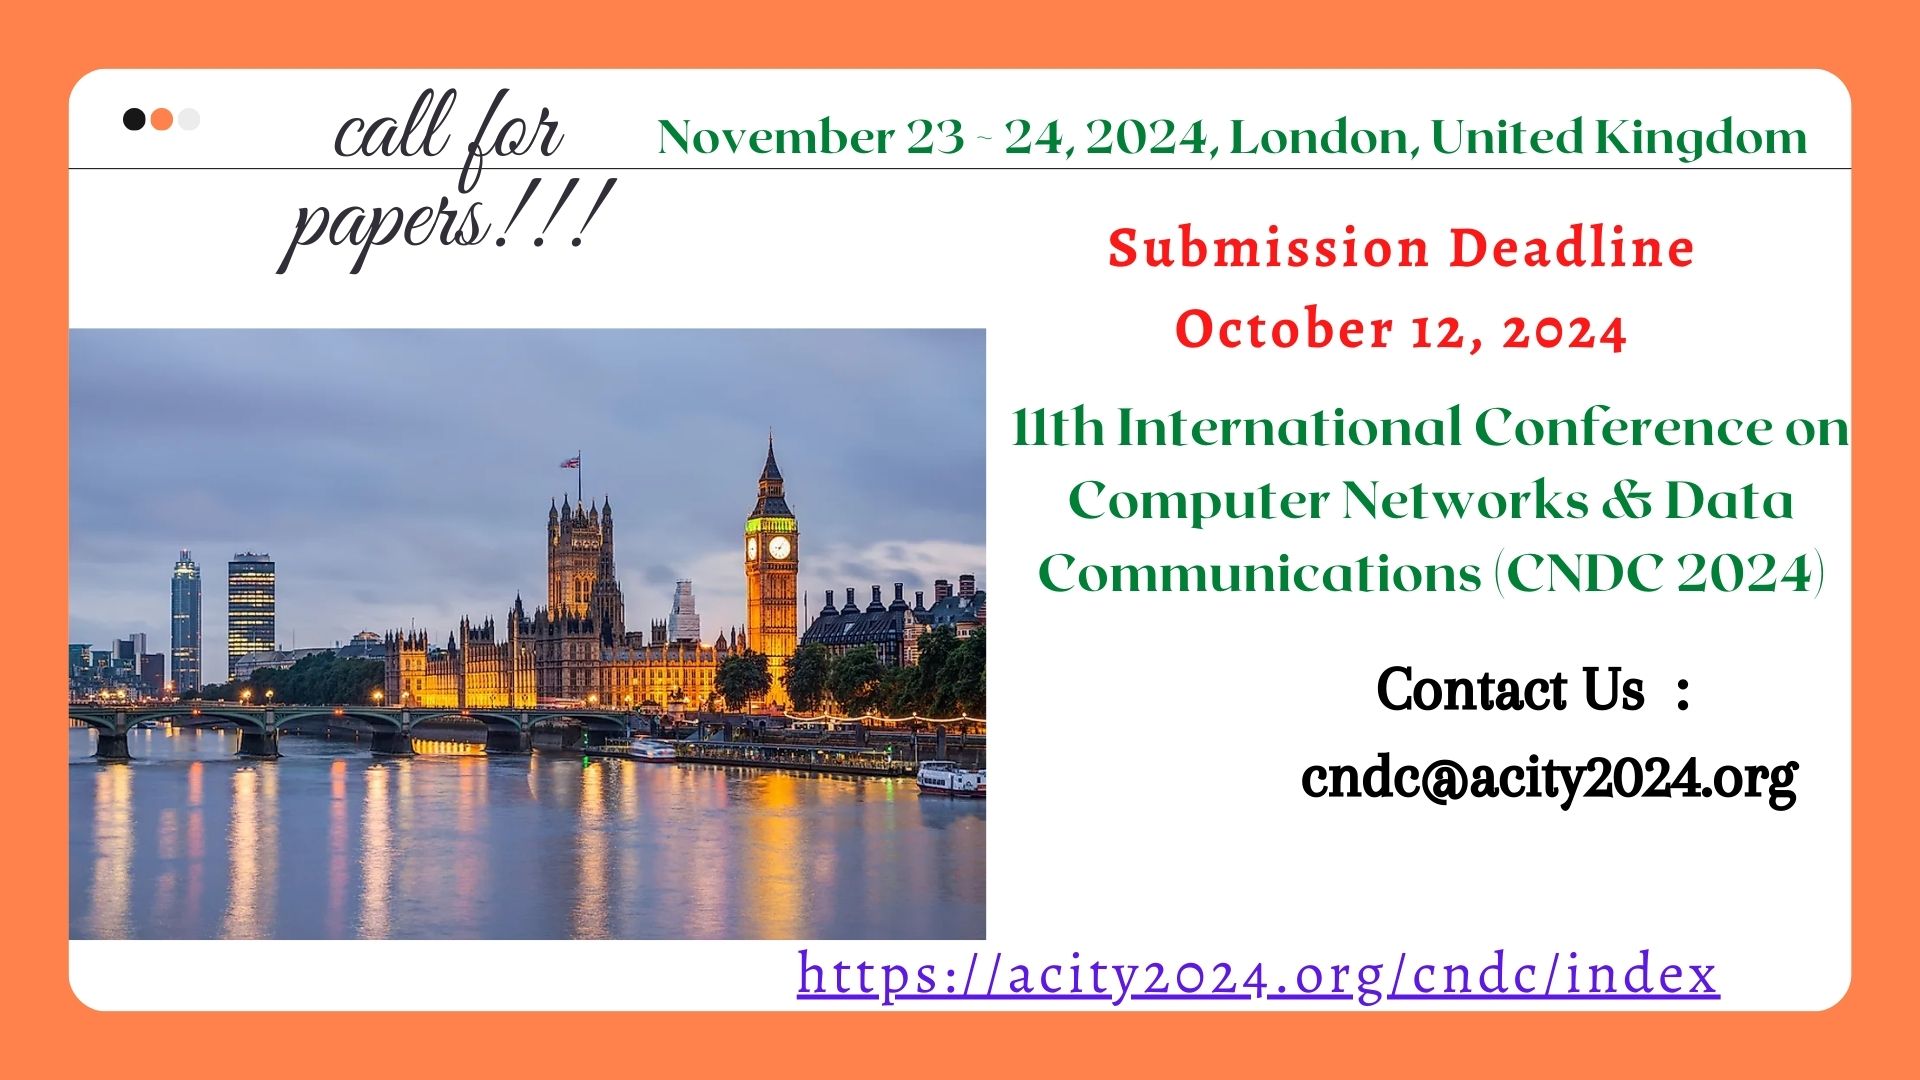 call for
papers!!!
November 23 ~ 24, 2024, London, United Kingdom
Submission Deadline
October 12, 2024
11th International Conference on
Computer Networks & Data
Communications (CNDC 2024)
Contact Us :
cndc@acity2024.org
https://acity2024.org/cndc/index